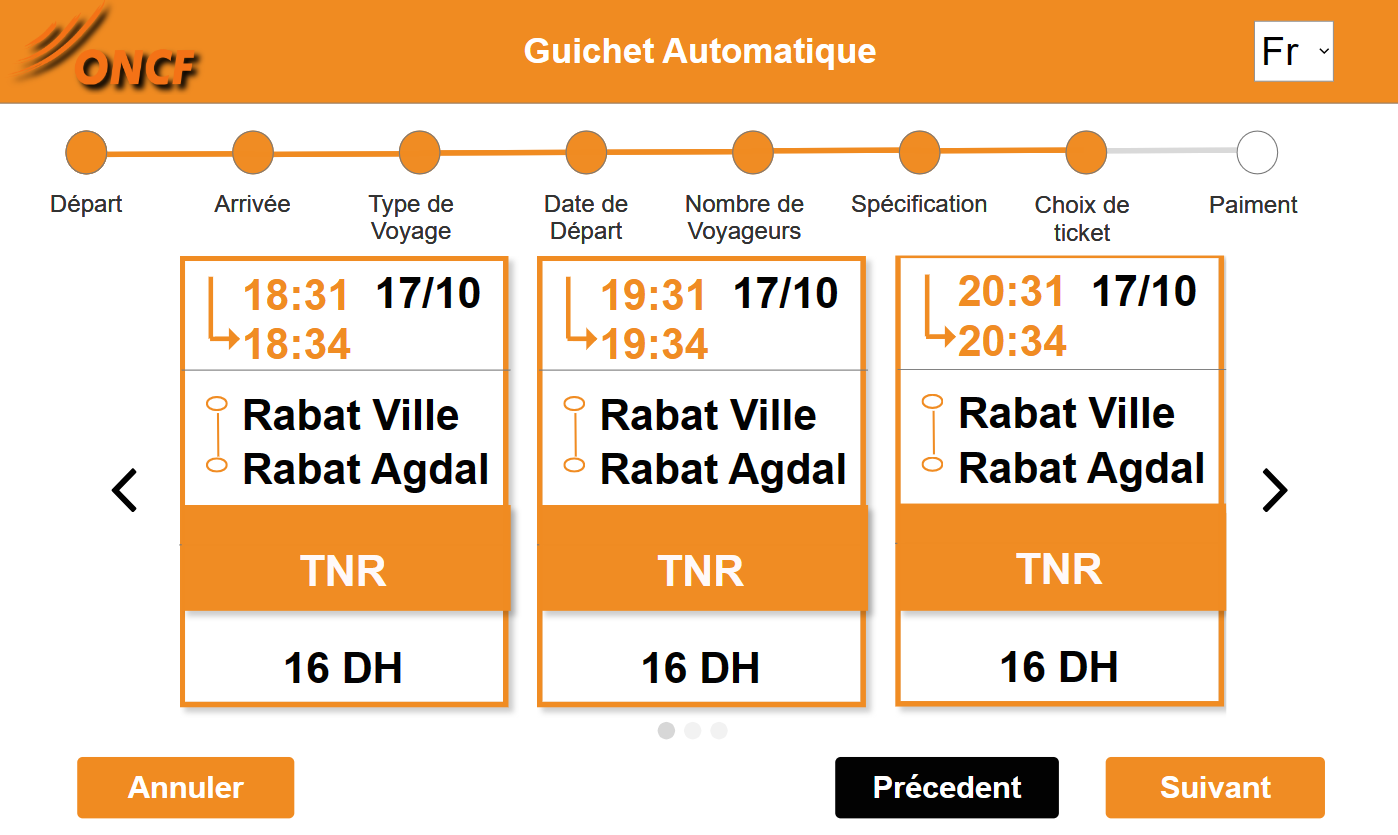 ONCF
Guichet Automatique
Fr
Départ
Arrivée
Type de
Voyage
Date de
Départ
Nombre de
Voyageurs
Spécification
Choix de
ticket
Paiment
18:31 17/10
18:34
Rabat Ville
Rabat Agdal
TNR
16 DH
19:31 17/10
19:34
Rabat Ville
Rabat Agdal
TNR
16 DH
20:31 17/10
20:34
Rabat Ville
Rabat Agdal
TNR
16 DH
Annuler
Précedent
Suivant